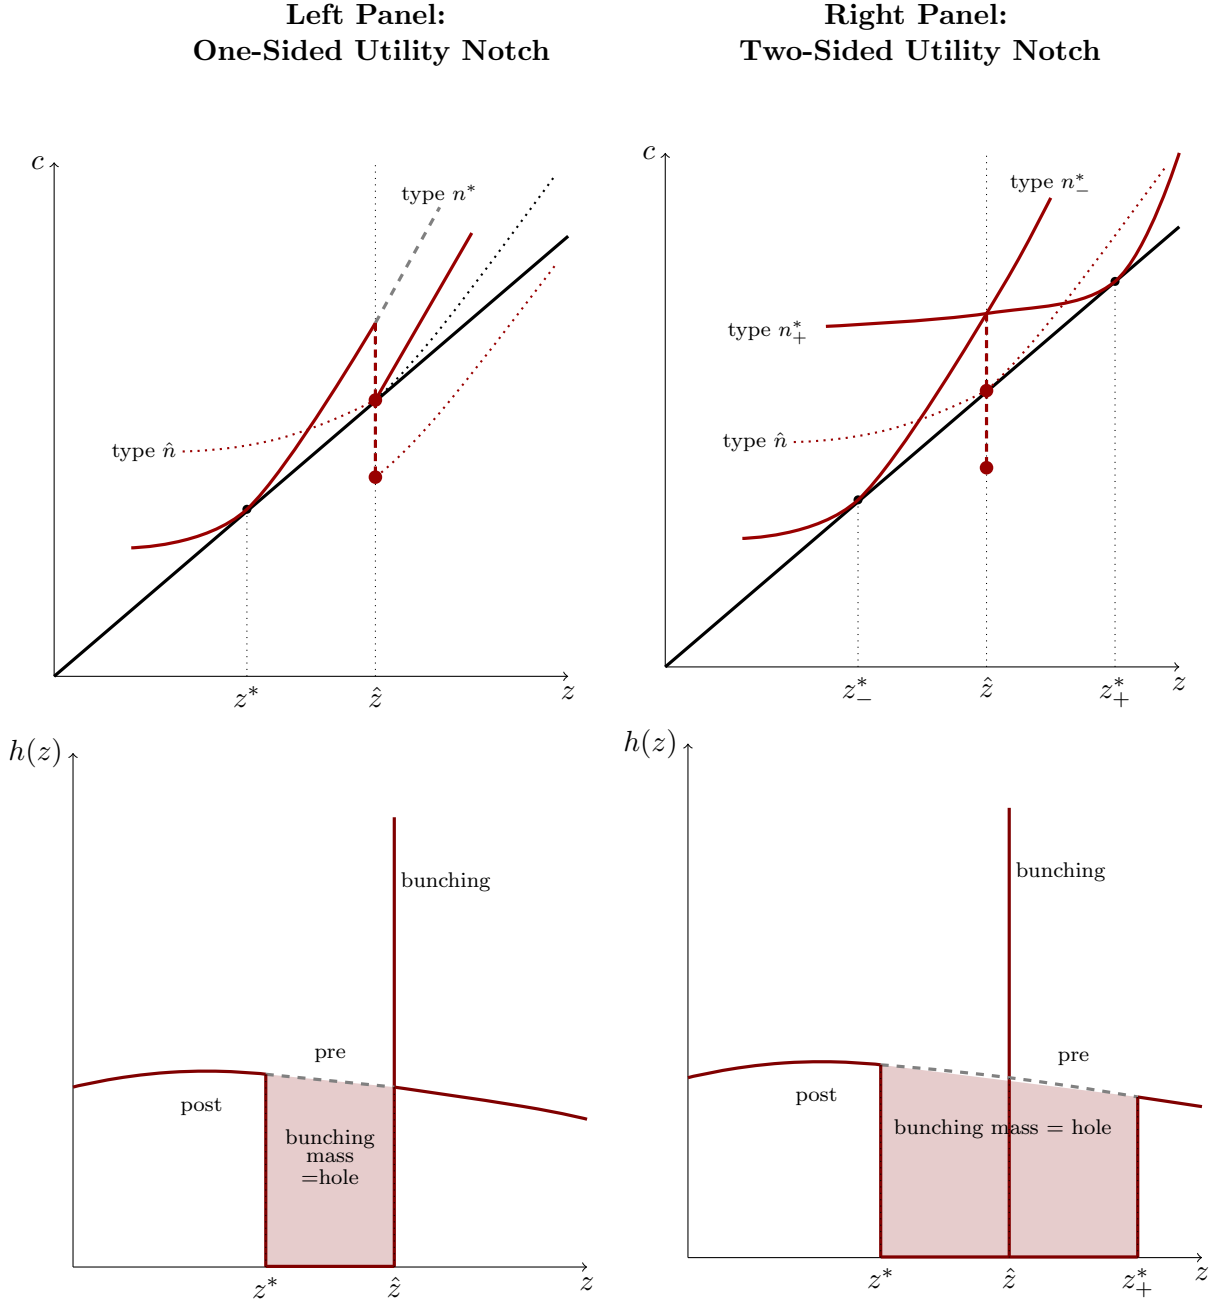 Left Panel:
One-Sided Utility Notch
Right Panel:
Two-Sided Utility Notch
c
type n*
type n̂
z*
ẑ
z
c
type n*₋
type n*₊
type n̂
z*₋
ẑ
z*₊
z
h(z)
bunching
pre
post
bunching
mass
=hole
z*
ẑ
z
h(z)
bunching
pre
post
bunching mass = hole
z*
ẑ
z*₊
z